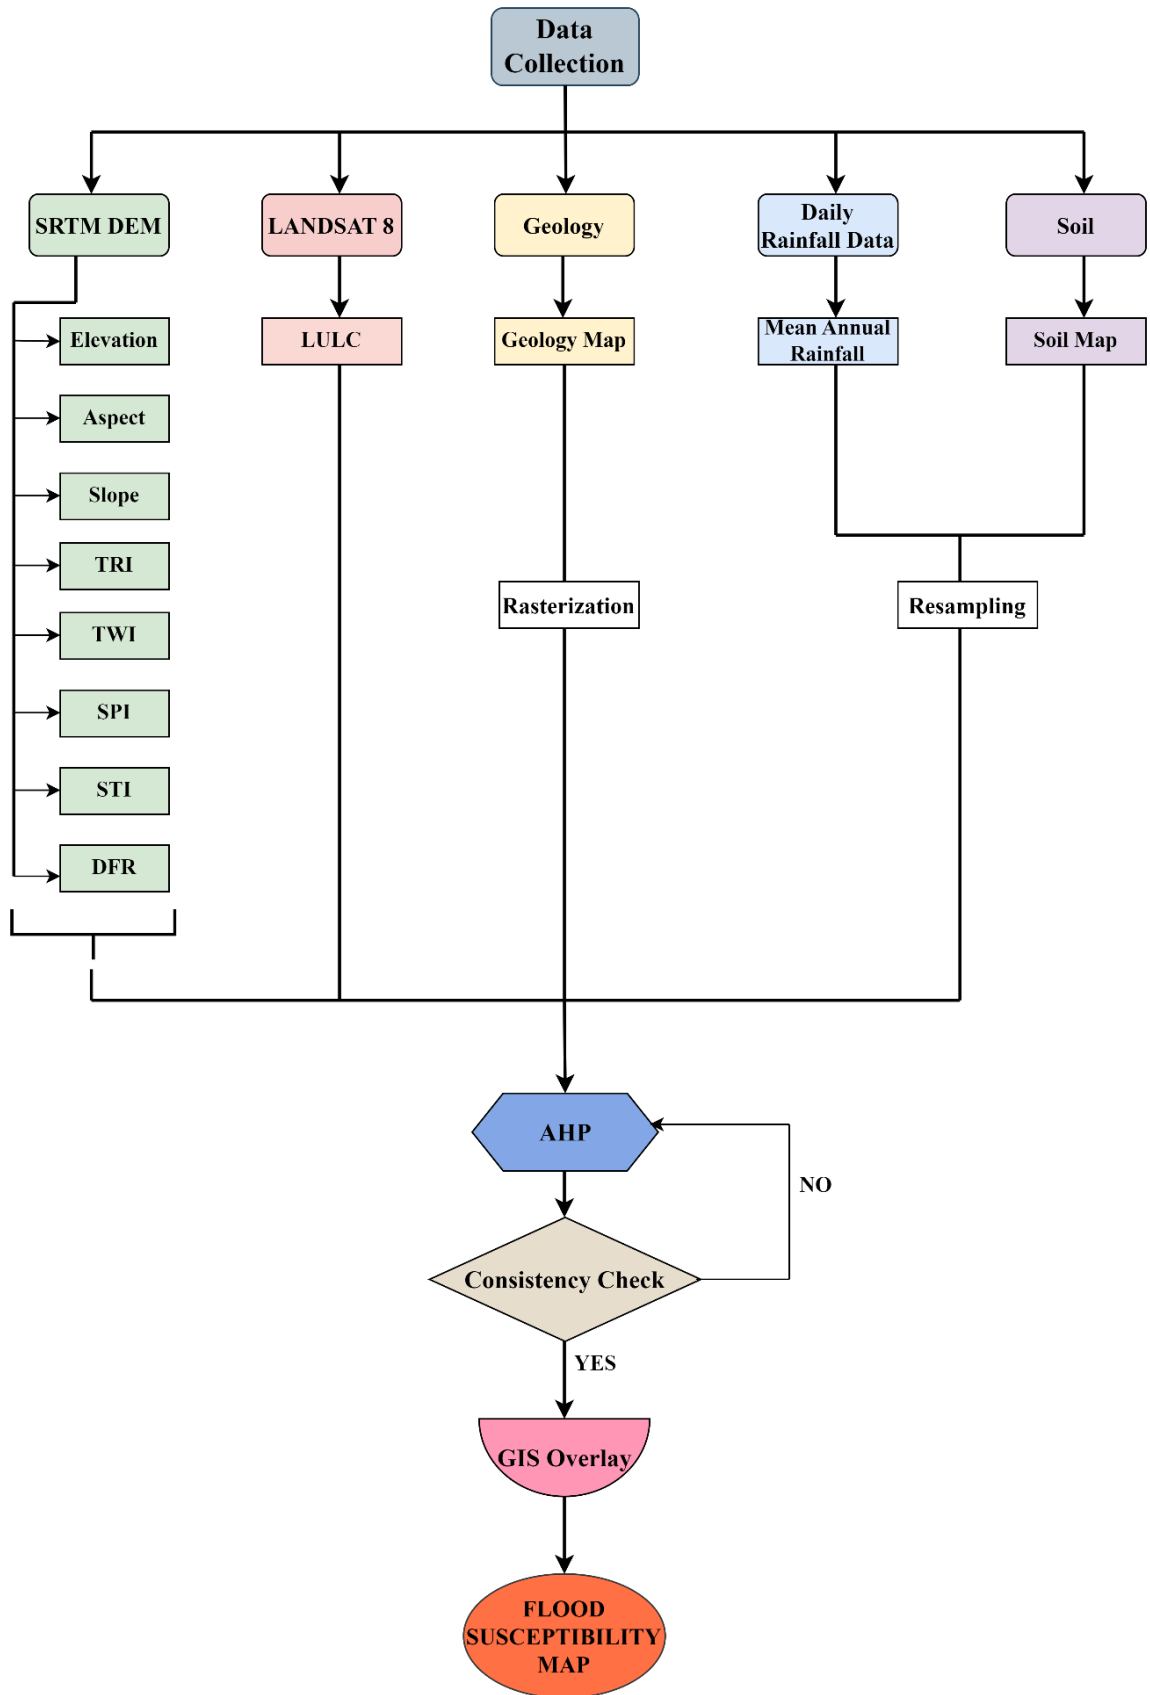 Data
Collection
SRTM DEM
LANDSAT 8
Geology
Daily
Rainfall Data
Soil
Elevation
LULC
Geology Map
Mean Annual
Rainfall
Soil Map
Aspect
Slope
TRI
TWI
SPI
STI
DFR
Rasterization
Resampling
AHP
NO
Consistency Check
YES
GIS Overlay
FLOOD
SUSCEPTIBILITY
MAP